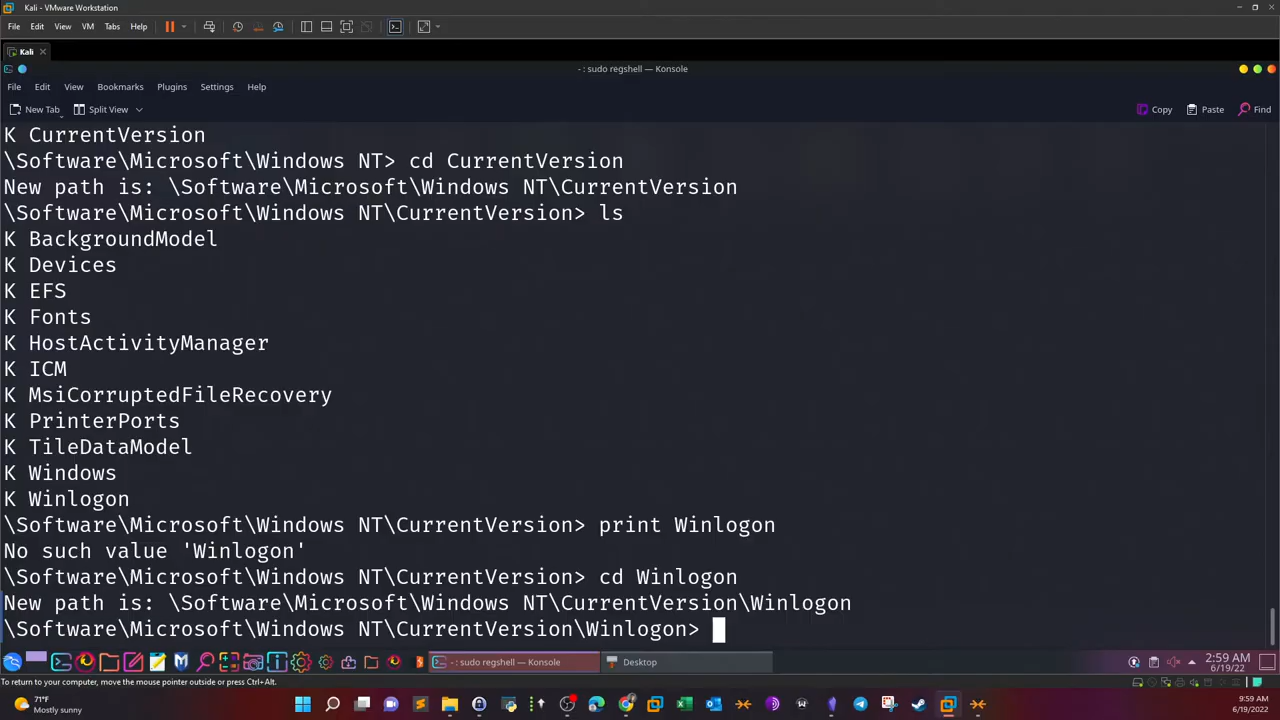 Kali - VMware Workstation
File Edit View VM Tabs Help
Kali
- : sudo regshell — Konsole
File Edit View Bookmarks Plugins Settings Help
New Tab Split View Copy Paste Find
K CurrentVersion
\Software\Microsoft\Windows NT> cd CurrentVersion
New path is: \Software\Microsoft\Windows NT\CurrentVersion
\Software\Microsoft\Windows NT\CurrentVersion> ls
K BackgroundModel
K Devices
K EFS
K Fonts
K HostActivityManager
K ICM
K MsiCorruptedFileRecovery
K PrinterPorts
K TileDataModel
K Windows
K Winlogon
\Software\Microsoft\Windows NT\CurrentVersion> print Winlogon
No such value 'Winlogon'
\Software\Microsoft\Windows NT\CurrentVersion> cd Winlogon
New path is: \Software\Microsoft\Windows NT\CurrentVersion\Winlogon
\Software\Microsoft\Windows NT\CurrentVersion\Winlogon>
- : sudo regshell — Konsole
Desktop
2:59 AM
6/19/22
To return to your computer, move the mouse pointer outside or press Ctrl+Alt.
71°F
Mostly sunny
9:59 AM
6/19/2022